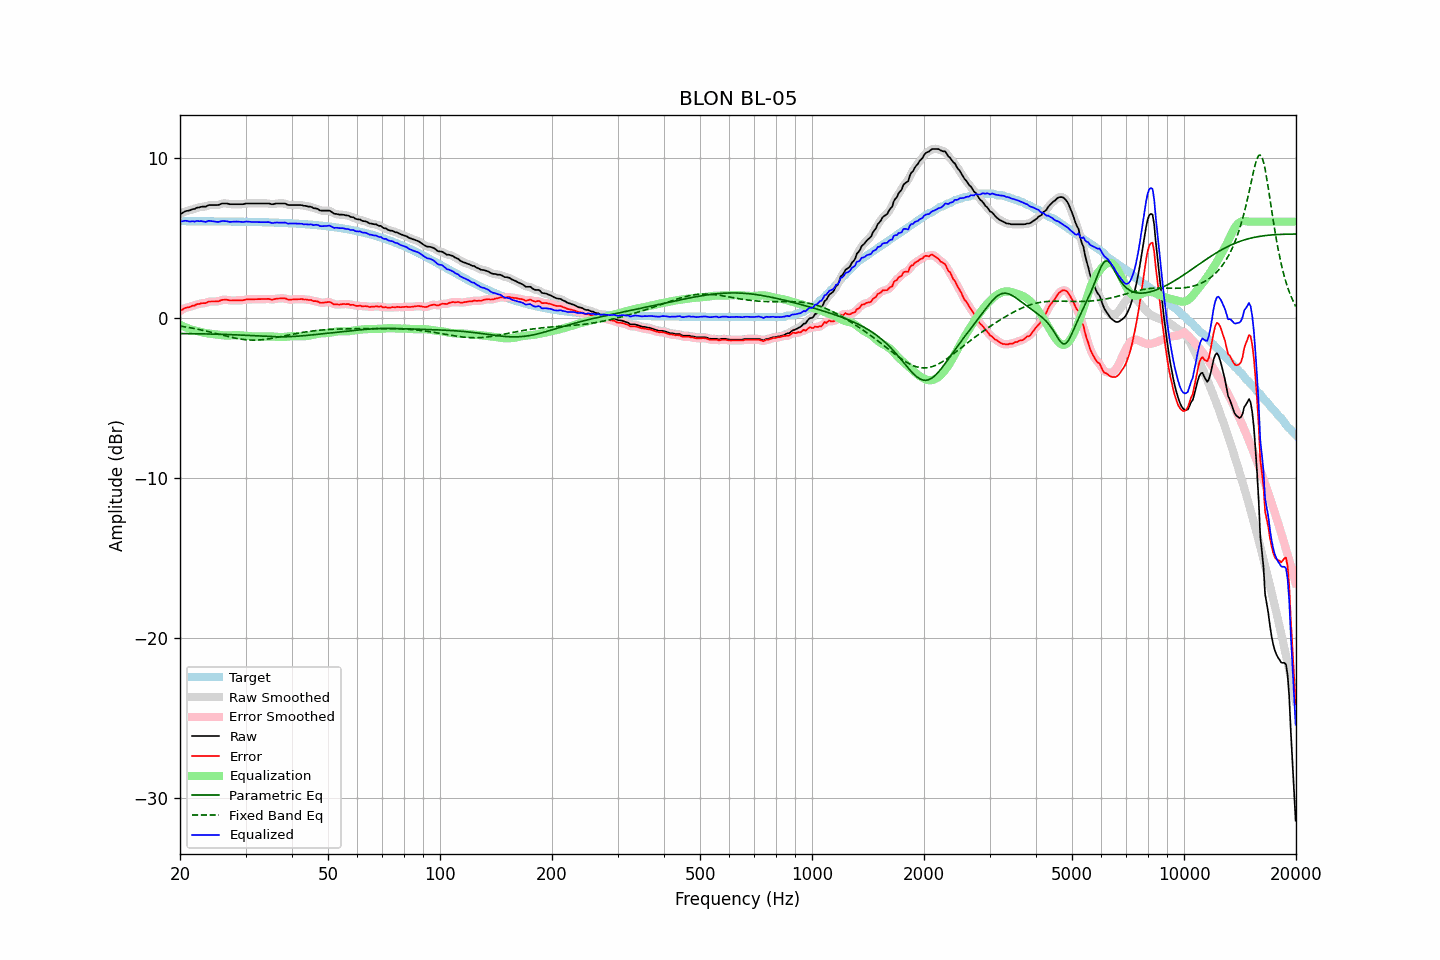 BLON BL-05
10
0
−10
−20
−30
Amplitude (dBr)
Target
Raw Smoothed
Error Smoothed
Raw
Error
Equalization
Parametric Eq
Fixed Band Eq
Equalized
20 50 100 200 500 1000 2000 5000 10000 20000
Frequency (Hz)